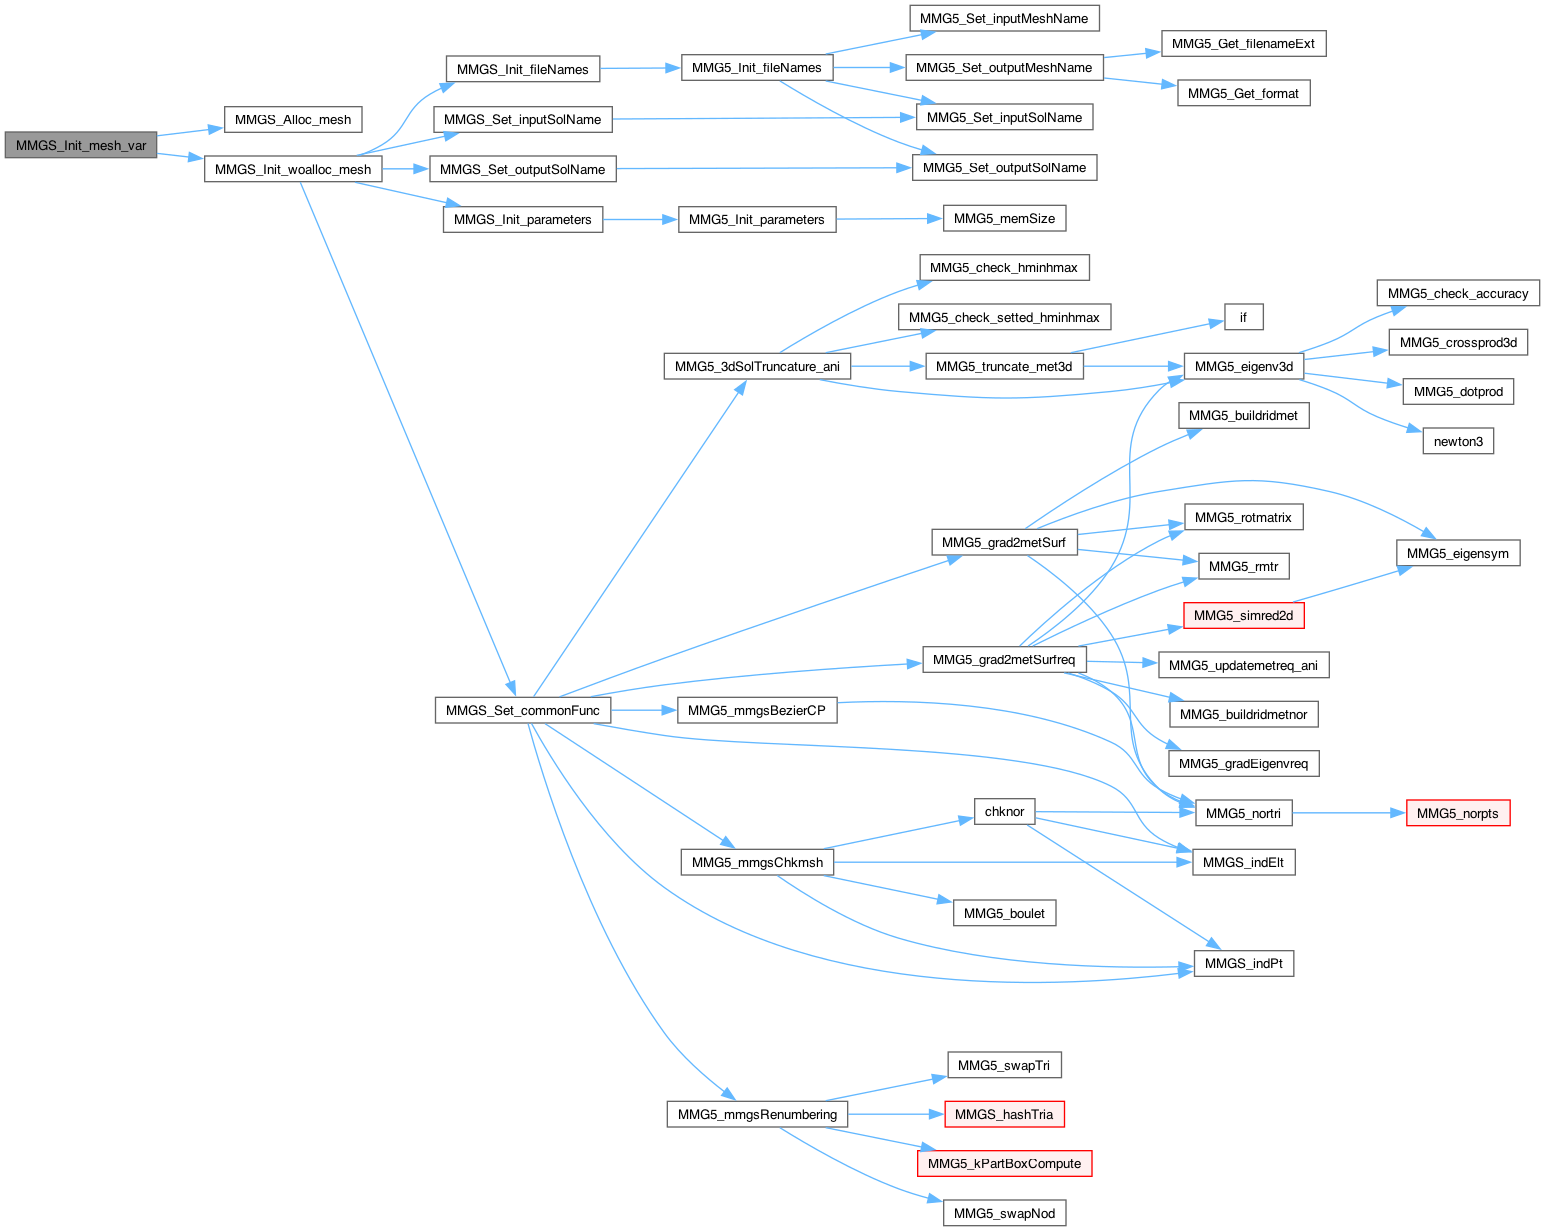 MMG5_Set_inputMeshName
MMG5_Get_filenameExt
MMGS_Init_fileNames
MMG5_Init_fileNames
MMG5_Set_outputMeshName
MMG5_Get_format
MMGS_Alloc_mesh
MMGS_Set_inputSolName
MMG5_Set_inputSolName
MMGS_Init_mesh_var
MMGS_Init_woalloc_mesh
MMGS_Set_outputSolName
MMG5_Set_outputSolName
MMGS_Init_parameters
MMG5_Init_parameters
MMG5_memSize
MMG5_check_hminhmax
MMG5_check_accuracy
MMG5_check_setted_hminhmax
if
MMG5_crossprod3d
MMG5_3dSolTruncature_ani
MMG5_truncate_met3d
MMG5_eigenv3d
MMG5_dotprod
MMG5_buildridmet
newton3
MMG5_rotmatrix
MMG5_grad2metSurf
MMG5_eigensym
MMG5_rmtr
MMG5_simred2d
MMG5_grad2metSurfreq
MMG5_updatemetreq_ani
MMGS_Set_commonFunc
MMG5_mmgsBezierCP
MMG5_buildridmetnor
MMG5_gradEigenvreq
chknor
MMG5_nortri
MMG5_norpts
MMG5_mmgsChkmsh
MMGS_indElt
MMG5_boulet
MMGS_indPt
MMG5_swapTri
MMG5_mmgsRenumbering
MMGS_hashTria
MMG5_kPartBoxCompute
MMG5_swapNod